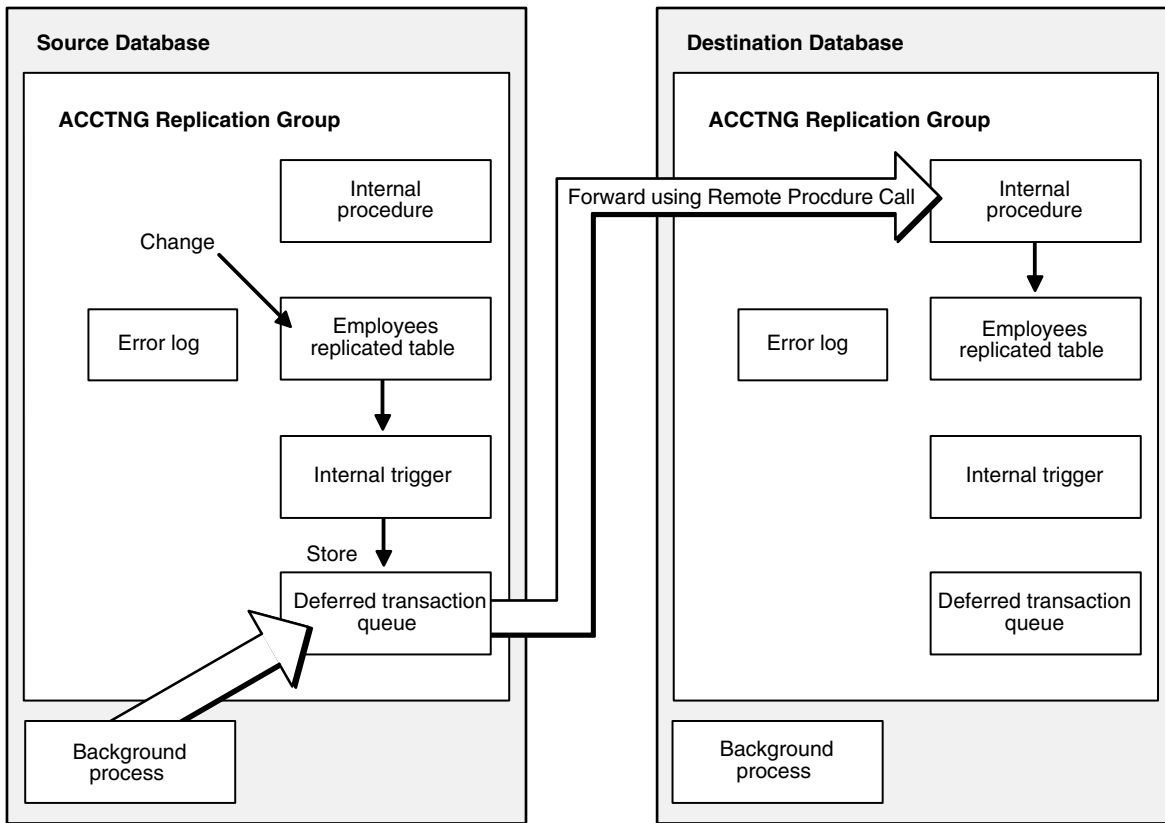 Source Database
ACCTNG Replication Group
Internal
procedure
Change
Error log
Employees
replicated table
Internal trigger
Store
Deferred transaction
queue
Background
process
Forward using Remote Procdure Call
Destination Database
ACCTNG Replication Group
Internal
procedure
Error log
Employees
replicated table
Internal trigger
Deferred transaction
queue
Background
process